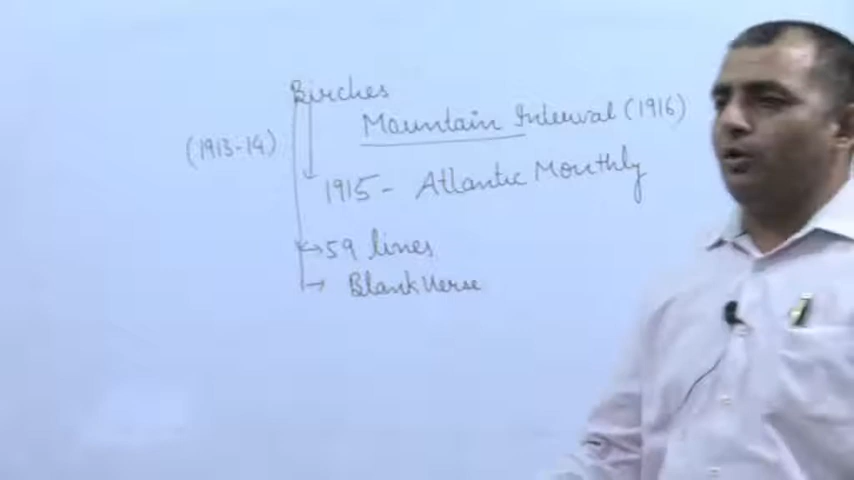 Birches
Mountain Interval (1916)
(1913-14)
1915 - Atlantic Monthly
→ 59 lines
→ Blank Verse